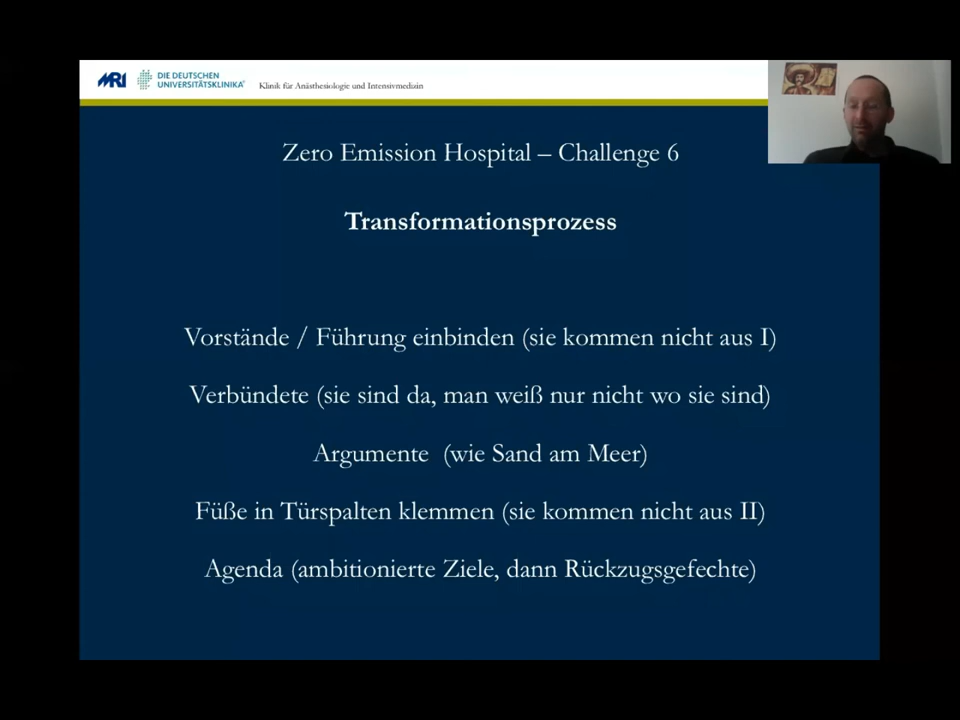 MRI
DIE DEUTSCHEN
UNIVERSITÄTSKLINIKA®
Klinik für Anästhesiologie und Intensivmedizin
Zero Emission Hospital – Challenge 6
Transformationsprozess
Vorstände / Führung einbinden (sie kommen nicht aus I)
Verbündete (sie sind da, man weiß nur nicht wo sie sind)
Argumente  (wie Sand am Meer)
Füße in Türspalten klemmen (sie kommen nicht aus II)
Agenda (ambitionierte Ziele, dann Rückzugsgefechte)